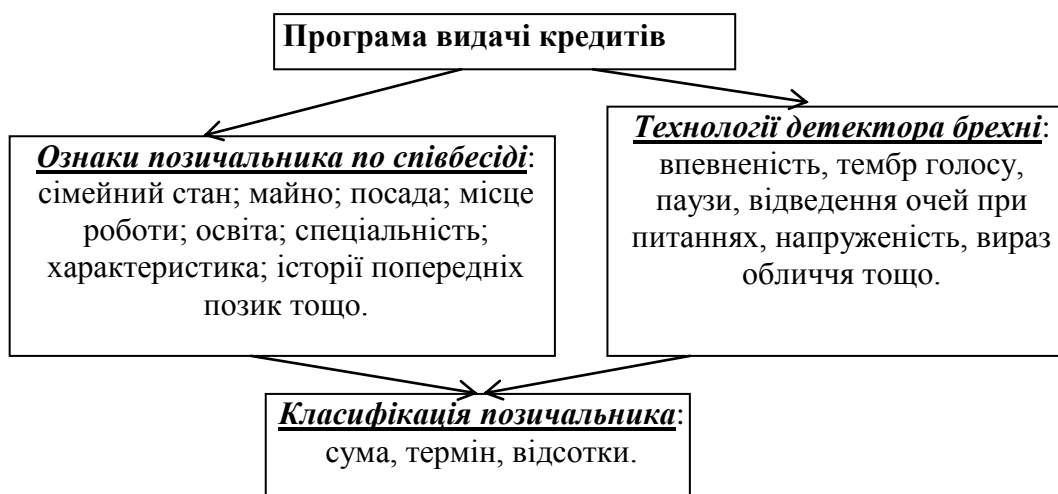 Програма видачі кредитів
Ознаки позичальника по співбесіді:
сімейний стан; майно; посада; місце
роботи; освіта; спеціальність;
характеристика; історії попередніх
позик тощо.
Технології детектора брехні:
впевненість, тембр голосу,
паузи, відведення очей при
питаннях, напруженість, вираз
обличчя тощо.
Класифікація позичальника:
сума, термін, відсотки.